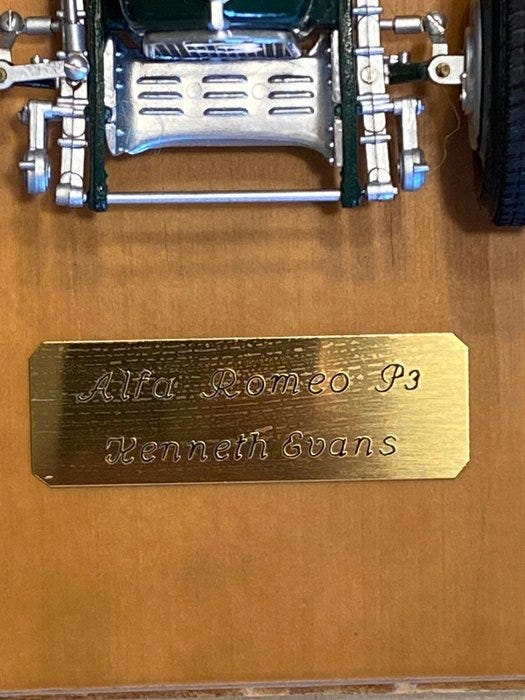 Alfa Romeo P3
Kenneth Evans